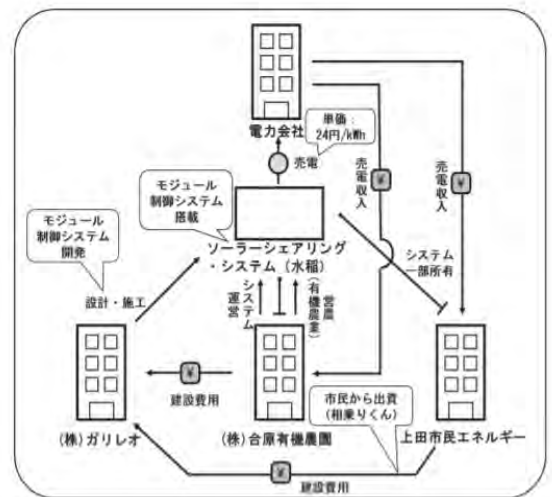 電力会社
単価：
24円/kWh
売電
売電収入
¥
売電収入
¥
モジュール
制御システム
搭載
モジュール
制御システム
開発
ソーラーシェアリング
・システム（水稲）
システム
一部所有
設計・施工
システム
運営
営農
(有機農業)
¥
建設費用
市民から出資
(相乗りくん)
(株)ガリレオ
(株)合原有機農園
上田市民エネルギー
¥
建設費用